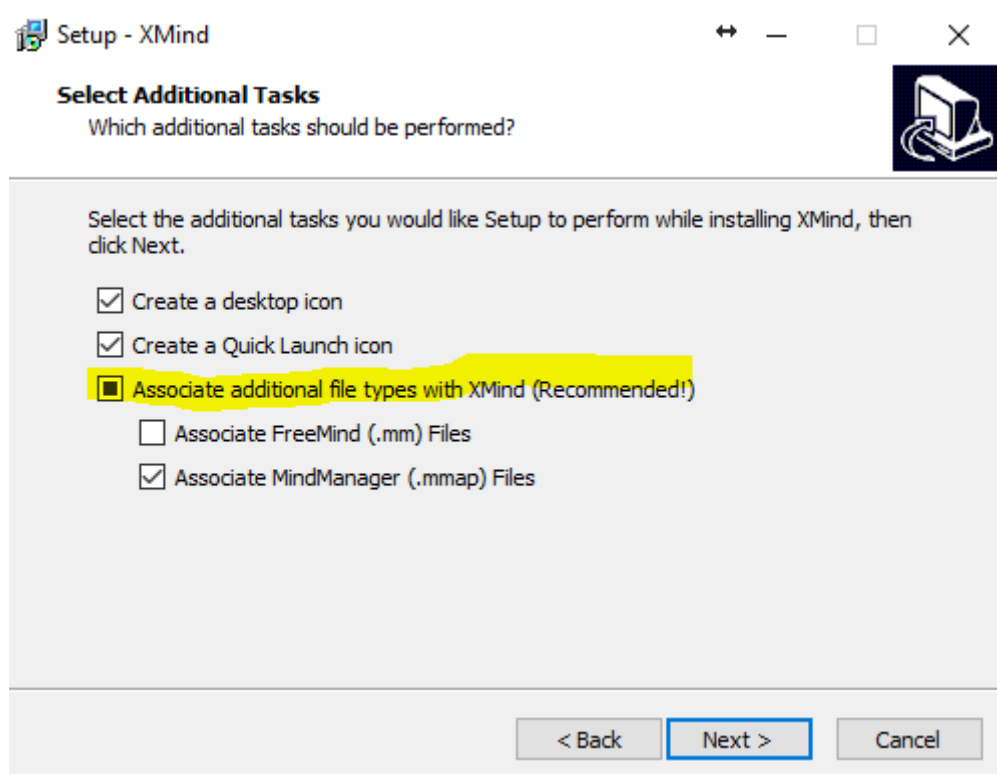 Setup - XMind
Select Additional Tasks
Which additional tasks should be performed?
Select the additional tasks you would like Setup to perform while installing XMind, then
click Next.
Create a desktop icon
Create a Quick Launch icon
Associate additional file types with XMind (Recommended!)
Associate FreeMind (.mm) Files
Associate MindManager (.mmap) Files
< Back
Next >
Cancel